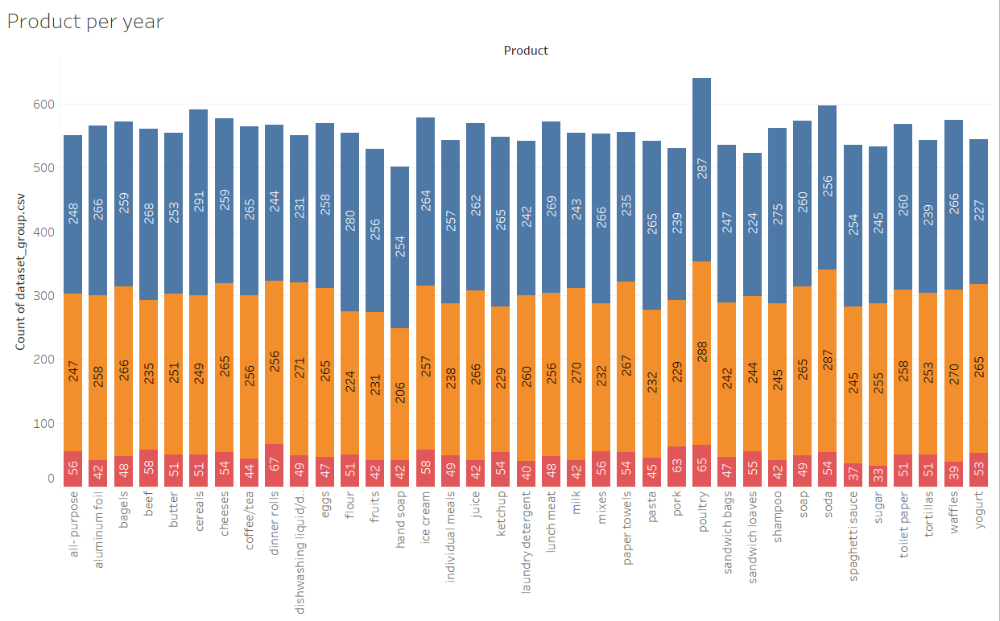 Product per year
Product
Count of dataset_group.csv
600
500
400
300
200
100
0
248 266 259 268 253 291 259 265 244 231 258 280 256 254 264 257 262 265 242 269 243 266 235 265 239 287 247 224 275 260 256 254 245 260 239 266 227
247 258 266 235 251 249 265 256 256 271 265 224 231 206 257 238 266 229 260 256 270 232 267 232 229 288 242 244 245 265 287 245 255 258 253 270 265
56 42 48 58 51 51 54 44 67 49 47 51 42 42 58 49 42 54 40 48 42 56 54 45 63 65 47 55 42 49 54 37 33 51 51 39 53
all- purpose
aluminum foil
bagels
beef
butter
cereals
cheeses
coffee/tea
dinner rolls
dishwashing liquid/d..
eggs
flour
fruits
hand soap
ice cream
individual meals
juice
ketchup
laundry detergent
lunch meat
milk
mixes
paper towels
pasta
pork
poultry
sandwich bags
sandwich loaves
shampoo
soap
soda
spaghetti sauce
sugar
toilet paper
tortillas
waffles
yogurt